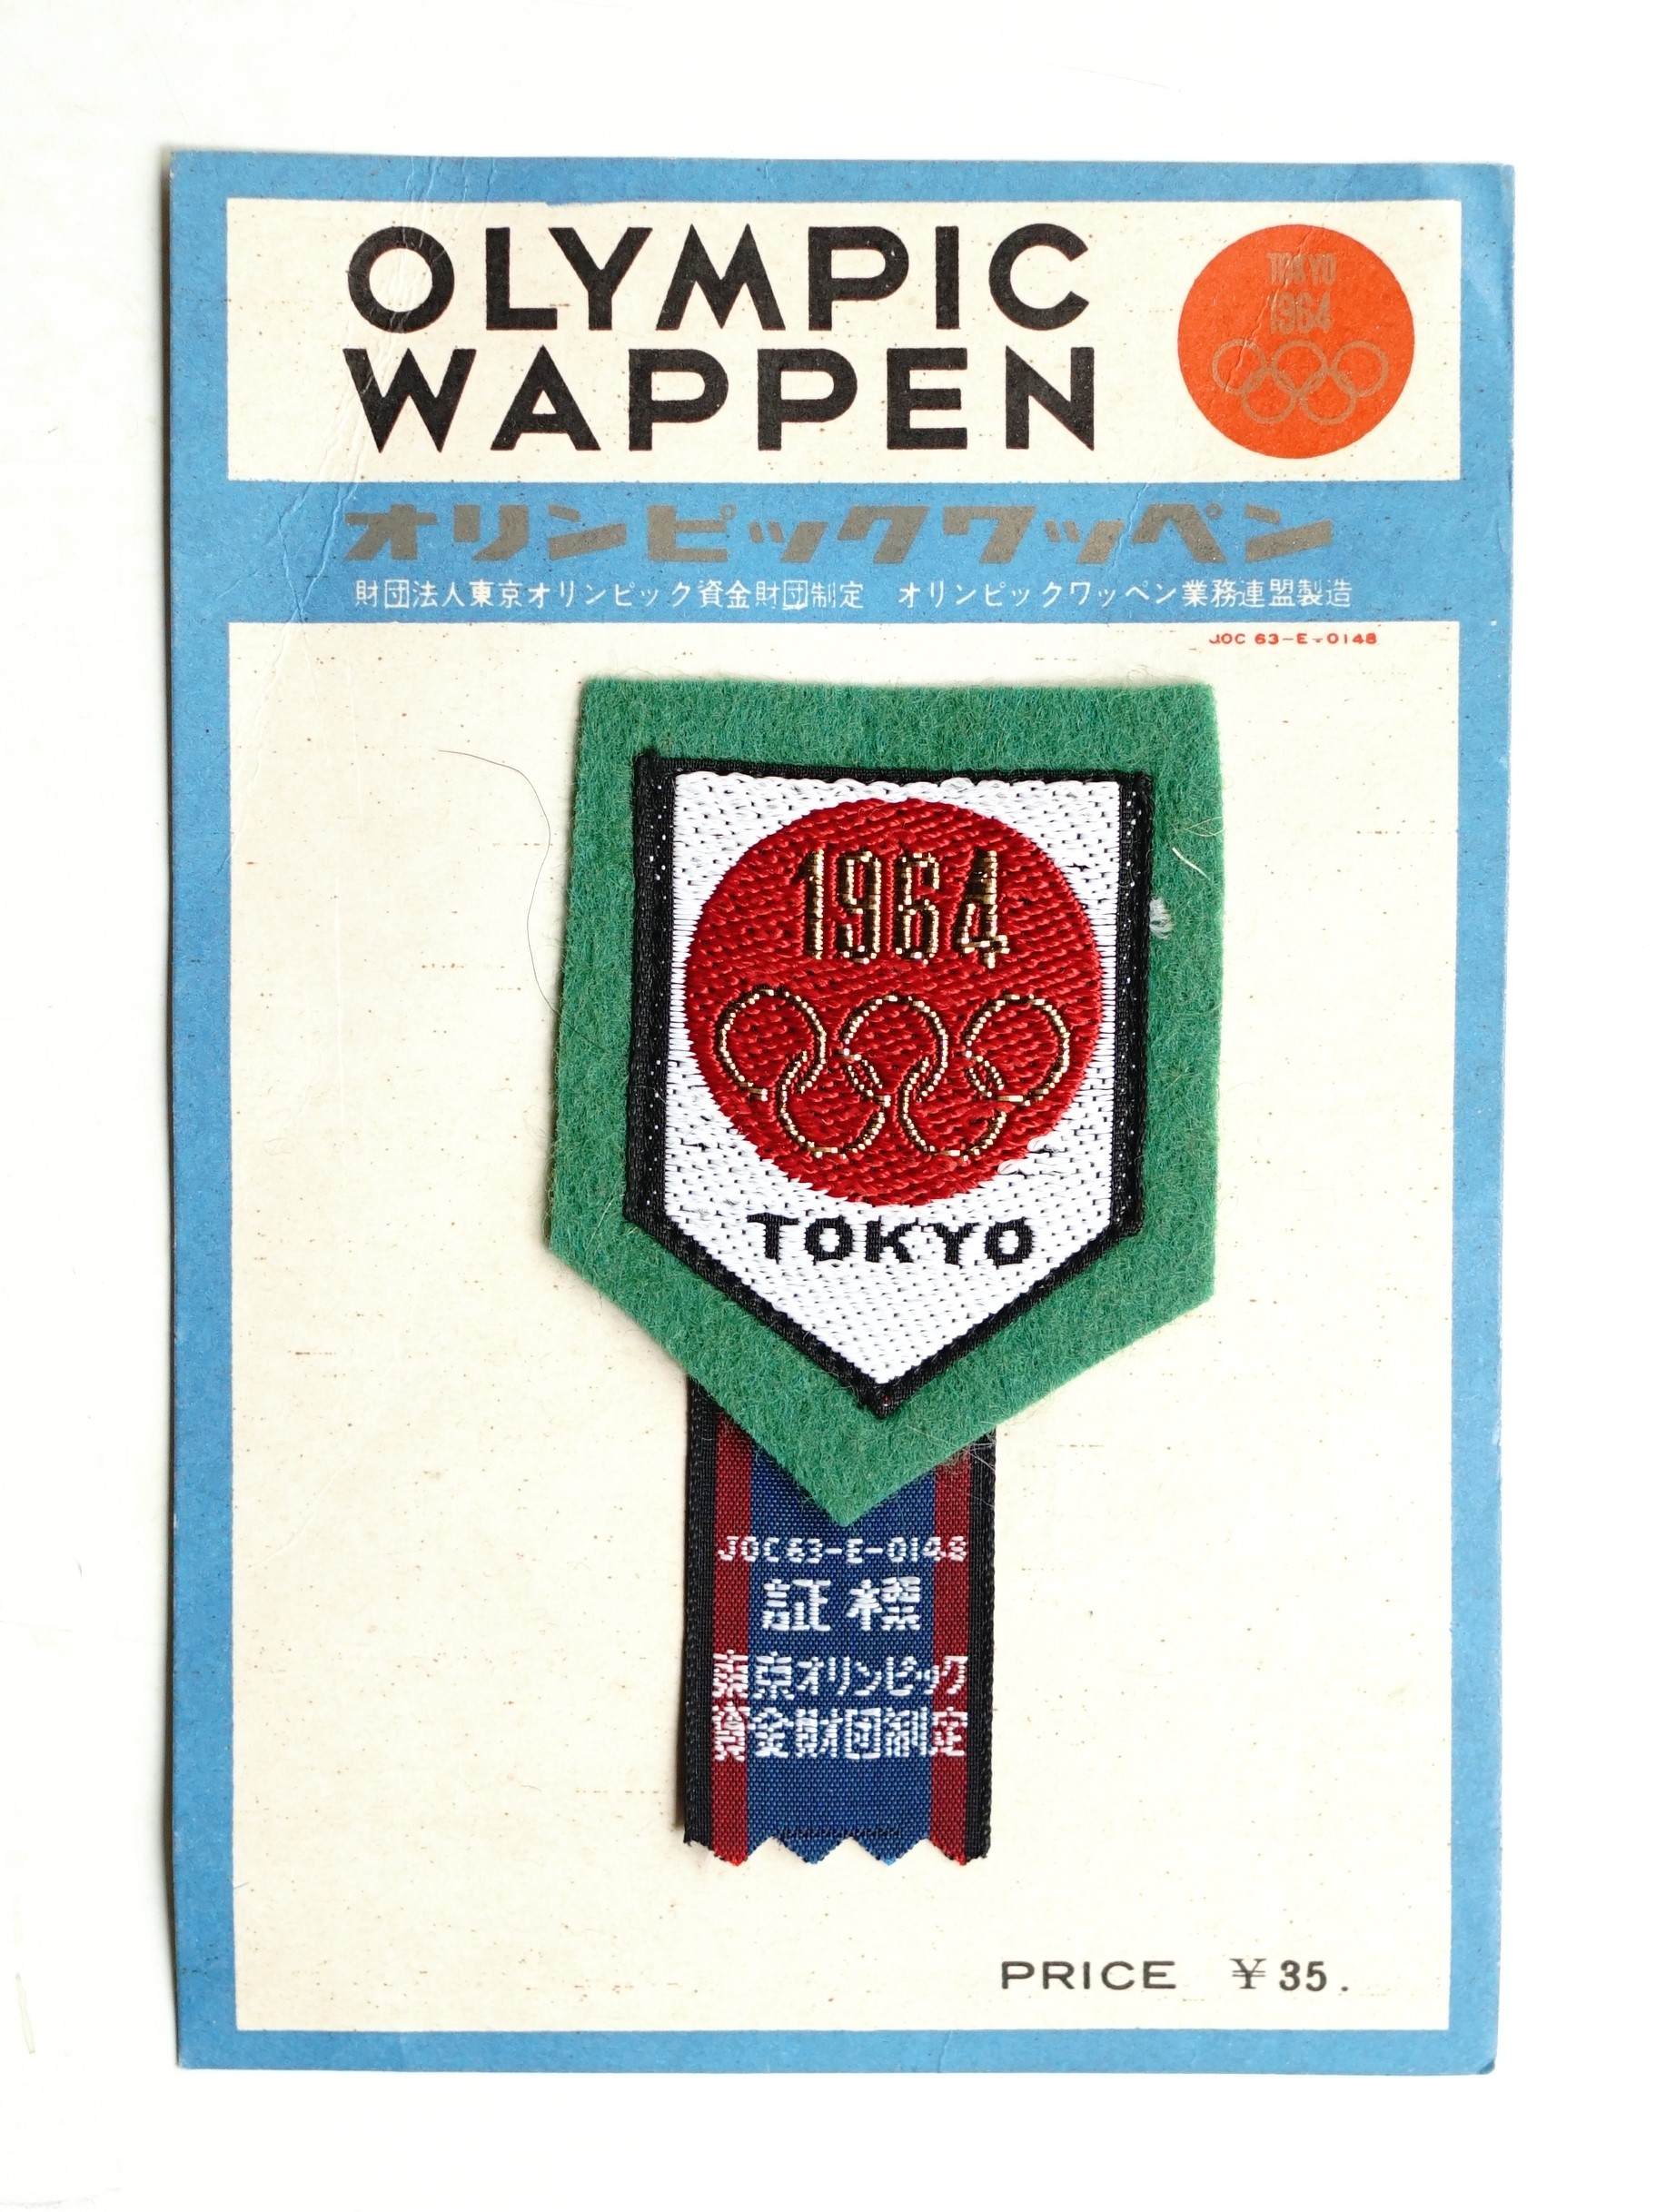 OLYMPIC
WAPPEN
TOKYO
1964
オリンピックワッペン
財団法人東京オリンピック資金財団制定　オリンピックワッペン業務連盟製造
JOC 63-E-0148
1964
TOKYO
JOC63-E-0148
証標
東京オリンピック
資金財団制定
PRICE ¥35.